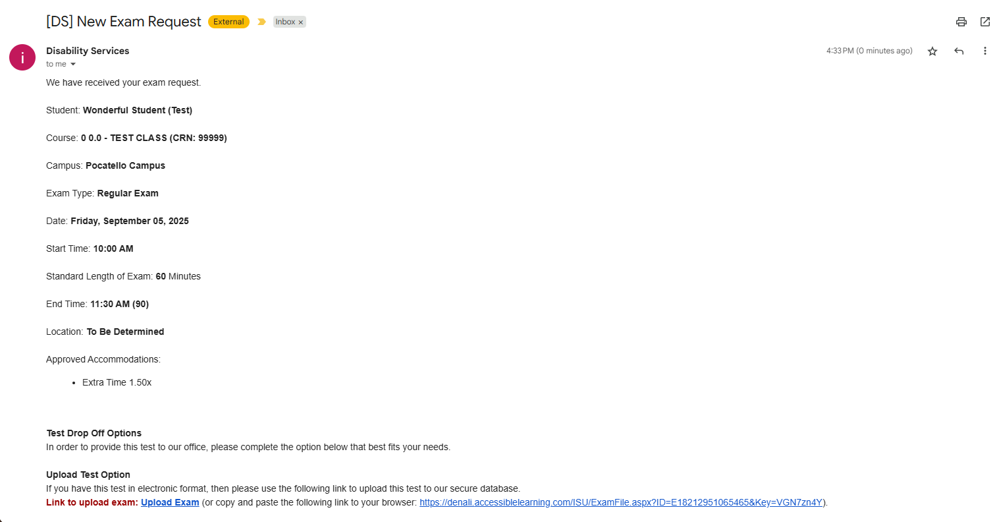 [DS] New Exam Request External Inbox ×
Disability Services 4:33 PM (0 minutes ago)
i
to me
We have received your exam request.
Student: Wonderful Student (Test)
Course: 0 0.0 - TEST CLASS (CRN: 99999)
Campus: Pocatello Campus
Exam Type: Regular Exam
Date: Friday, September 05, 2025
Start Time: 10:00 AM
Standard Length of Exam: 60 Minutes
End Time: 11:30 AM (90)
Location: To Be Determined
Approved Accommodations:
• Extra Time 1.50x
Test Drop Off Options
In order to provide this test to our office, please complete the option below that best fits your needs.
Upload Test Option
If you have this test in electronic format, then please use the following link to upload this test to our secure database.
Link to upload exam: Upload Exam (or copy and paste the following link to your browser: https://denali.accessiblelearning.com/ISU/ExamFile.aspx?ID=E18212951065465&Key=VGN7zn4Y).